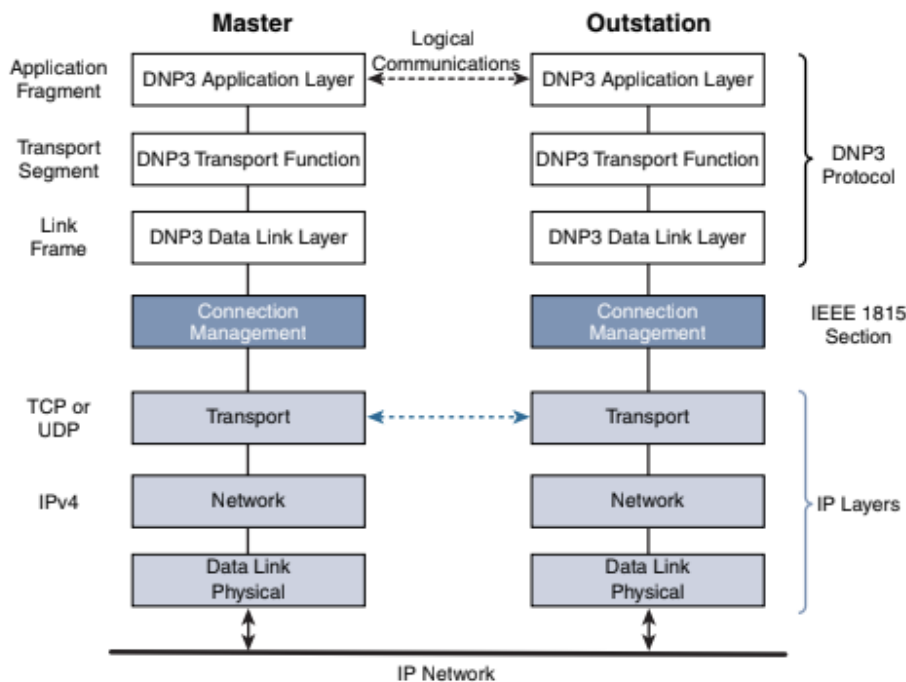 Master
Outstation
Logical
Communications
Application
Fragment
DNP3 Application Layer
DNP3 Application Layer
Transport
Segment
DNP3 Transport Function
DNP3 Transport Function
DNP3
Protocol
Link
Frame
DNP3 Data Link Layer
DNP3 Data Link Layer
Connection
Management
Connection
Management
IEEE 1815
Section
TCP or
UDP
Transport
Transport
IPv4
Network
Network
IP Layers
Data Link
Physical
Data Link
Physical
IP Network